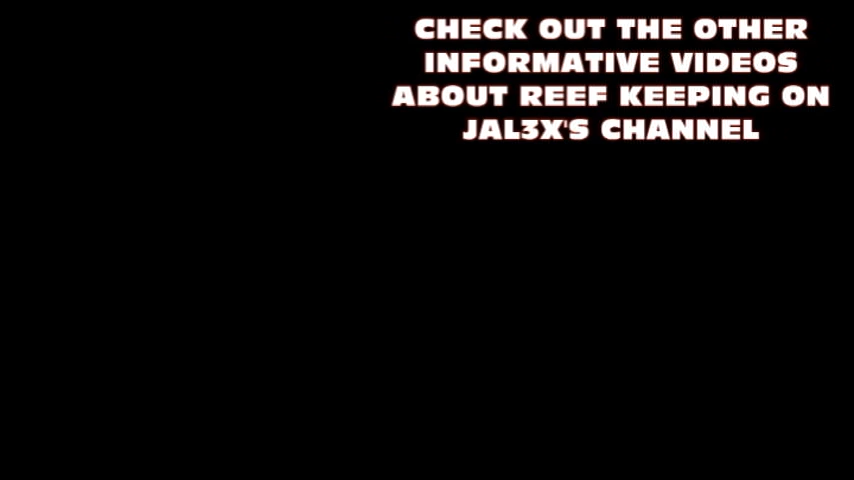 CHECK OUT THE OTHER
INFORMATIVE VIDEOS
ABOUT REEF KEEPING ON
JAL3X'S CHANNEL